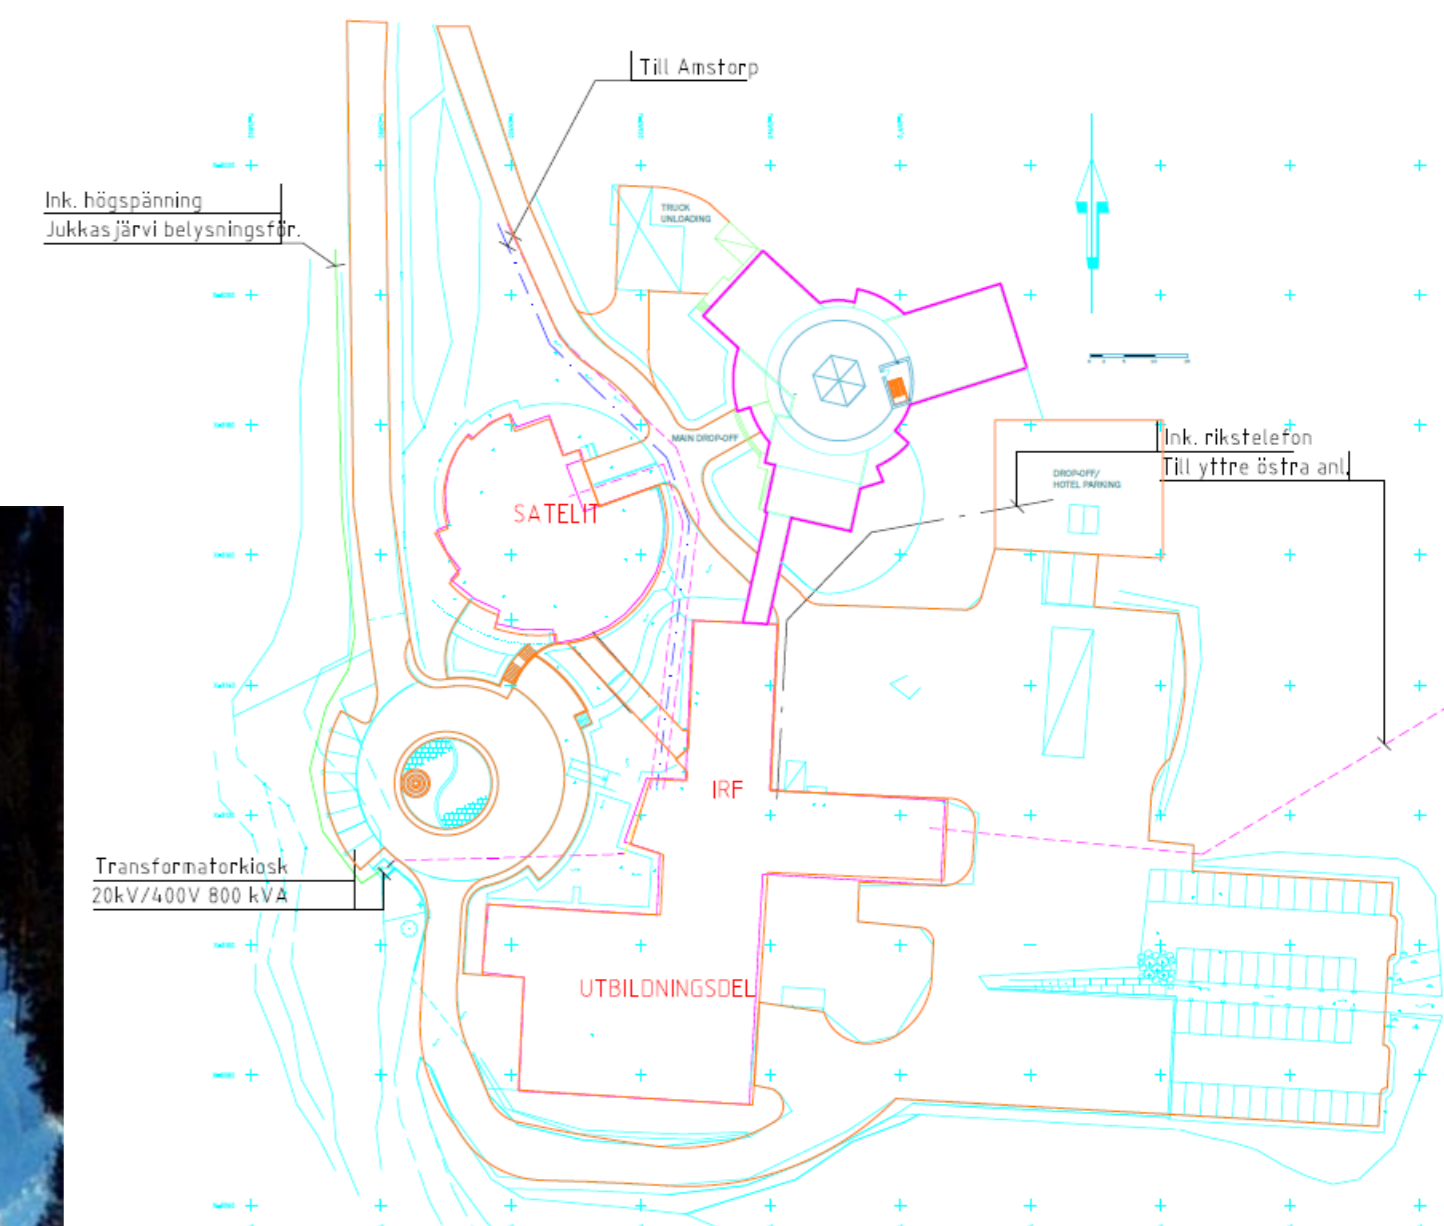 Till Amstorp
Ink. högspänning
Jukkasjärvi belysningsför.
TRUCK
UNLOADING
MAIN DROP-OFF
Ink. rikstelefon
Till yttre östra anl.
DROP-OFF/
HOTEL PARKING
SATELIT
IRF
Transformatorkiosk
20kV/400V 800 kVA
UTBILDNINGSDEL